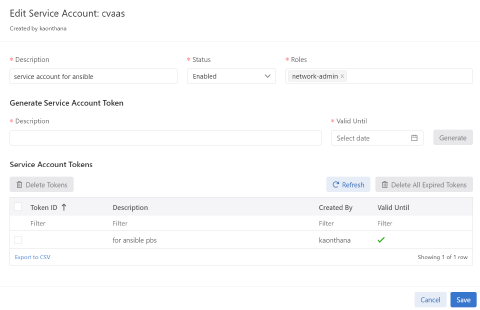 Edit Service Account: cvaas
Created by kaonthana
* Description
* Status
* Roles
service account for ansible
Enabled
network-admin ×
Generate Service Account Token
* Description
* Valid Until
Select date
Generate
Service Account Tokens
Delete Tokens
Refresh
Delete All Expired Tokens
Token ID ↑ Description Created By Valid Until
Filter Filter Filter Filter
for ansible pbs kaonthana ✓
Export to CSV
Showing 1 of 1 row
Cancel
Save